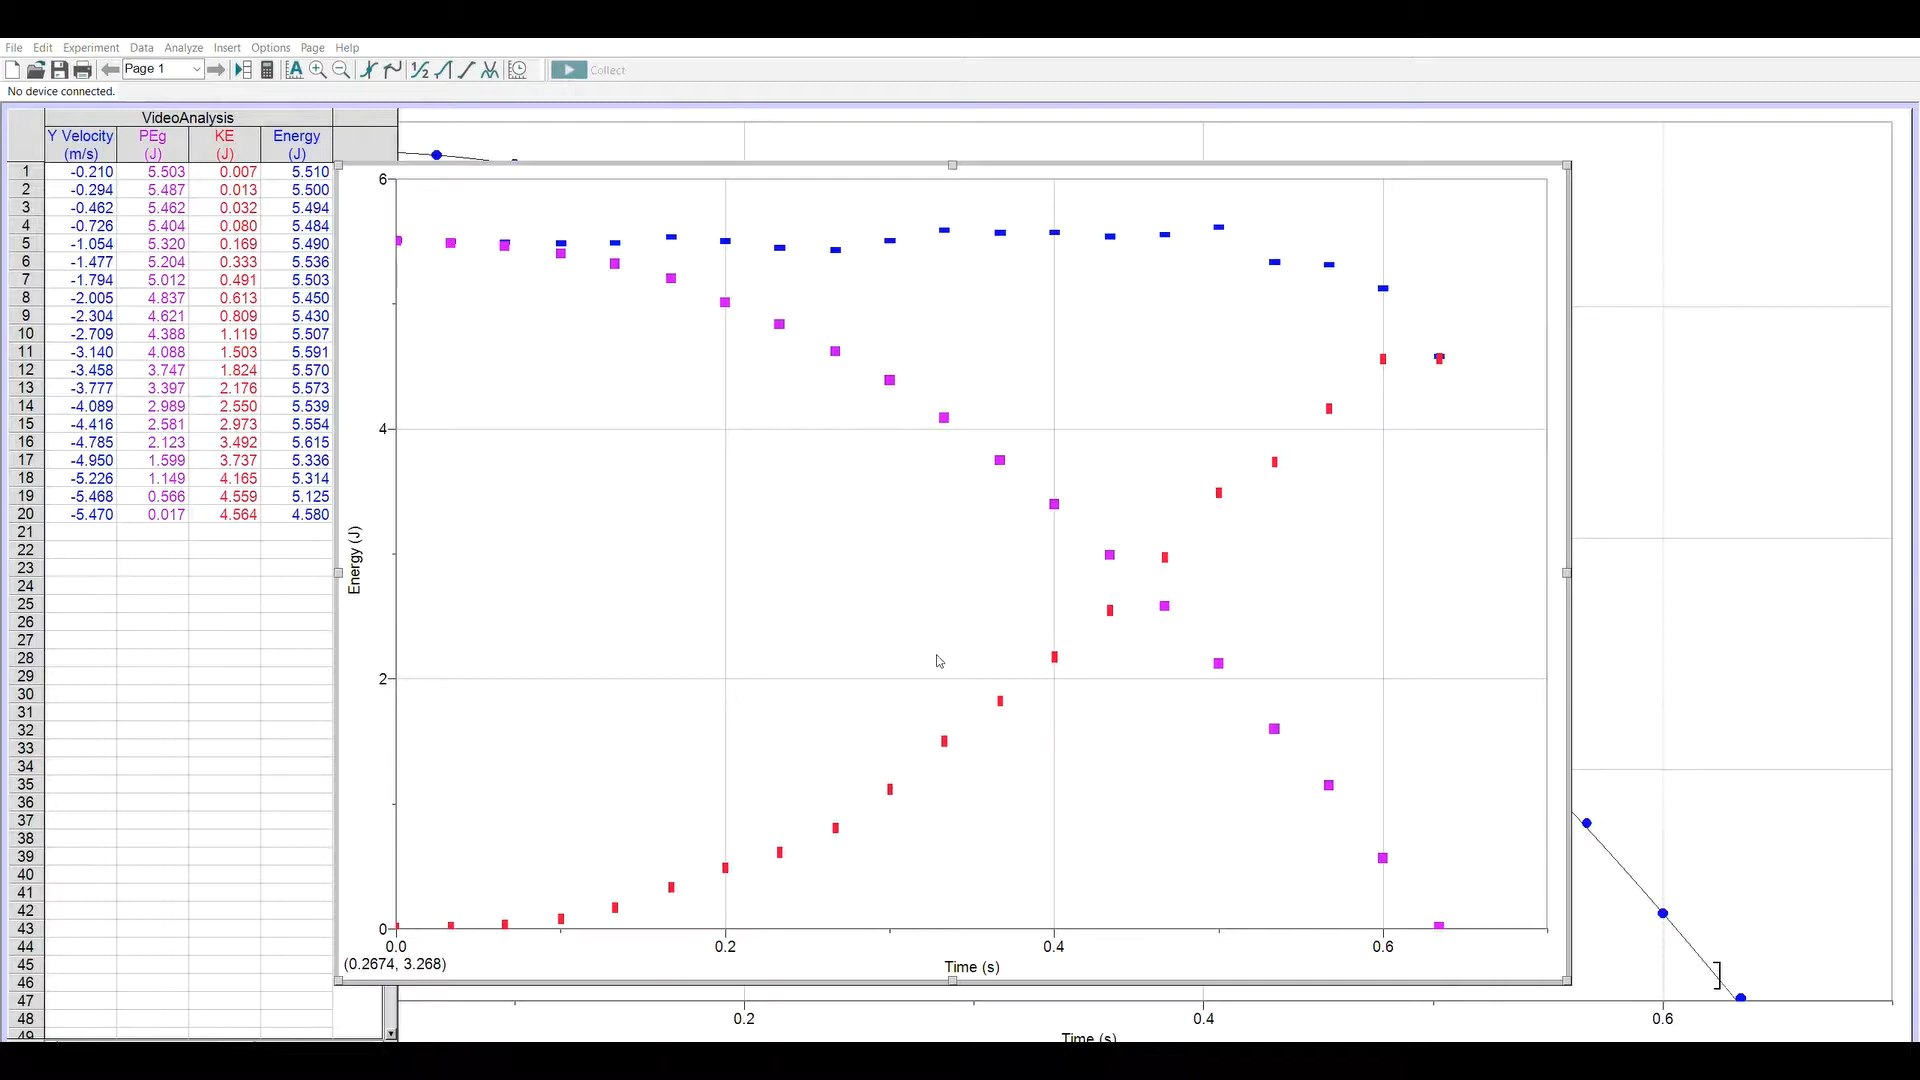 File Edit Experiment Data Analyze Insert Options Page Help
Page 1 Collect
No device connected.
VideoAnalysis
Y Velocity PEg KE Energy
(m/s) (J) (J) (J)
1 -0.210 5.503 0.007 5.510
2 -0.294 5.487 0.013 5.500
3 -0.462 5.462 0.032 5.494
4 -0.726 5.404 0.080 5.484
5 -1.054 5.320 0.169 5.490
6 -1.477 5.204 0.333 5.536
7 -1.794 5.012 0.491 5.503
8 -2.005 4.837 0.613 5.450
9 -2.304 4.621 0.809 5.430
10 -2.709 4.388 1.119 5.507
11 -3.140 4.088 1.503 5.591
12 -3.458 3.747 1.824 5.570
13 -3.777 3.397 2.176 5.573
14 -4.089 2.989 2.550 5.539
15 -4.416 2.581 2.973 5.554
16 -4.785 2.123 3.492 5.615
17 -4.950 1.599 3.737 5.336
18 -5.226 1.149 4.165 5.314
19 -5.468 0.566 4.559 5.125
20 -5.470 0.017 4.564 4.580
21
22
23
24
25
26
27
28
29
30
31
32
33
34
35
36
37
38
39
40
41
42
43
44
45
46
47
48
49
6
4
2
0
Energy (J)
0.0 0.2 0.4 0.6
(0.2674, 3.268)
Time (s)
0.2 0.4 0.6
Time (s)